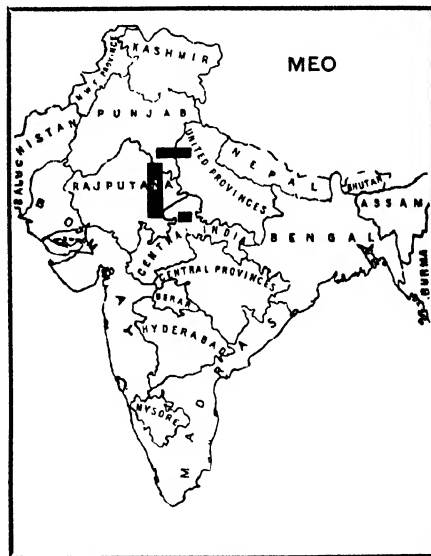 MEO
KASHMIR
N.W.F. PROVINCE
PUNJAB
BALUCHISTAN
UNITED PROVINCES
NEPAL
BHUTAN
RAJPUTANA
ASSAM
BOMBAY
CENTRAL INDIA
BENGAL
BURMA
CENTRAL PROVINCES
BERAR
HYDERABAD
MADRAS
MYSORE